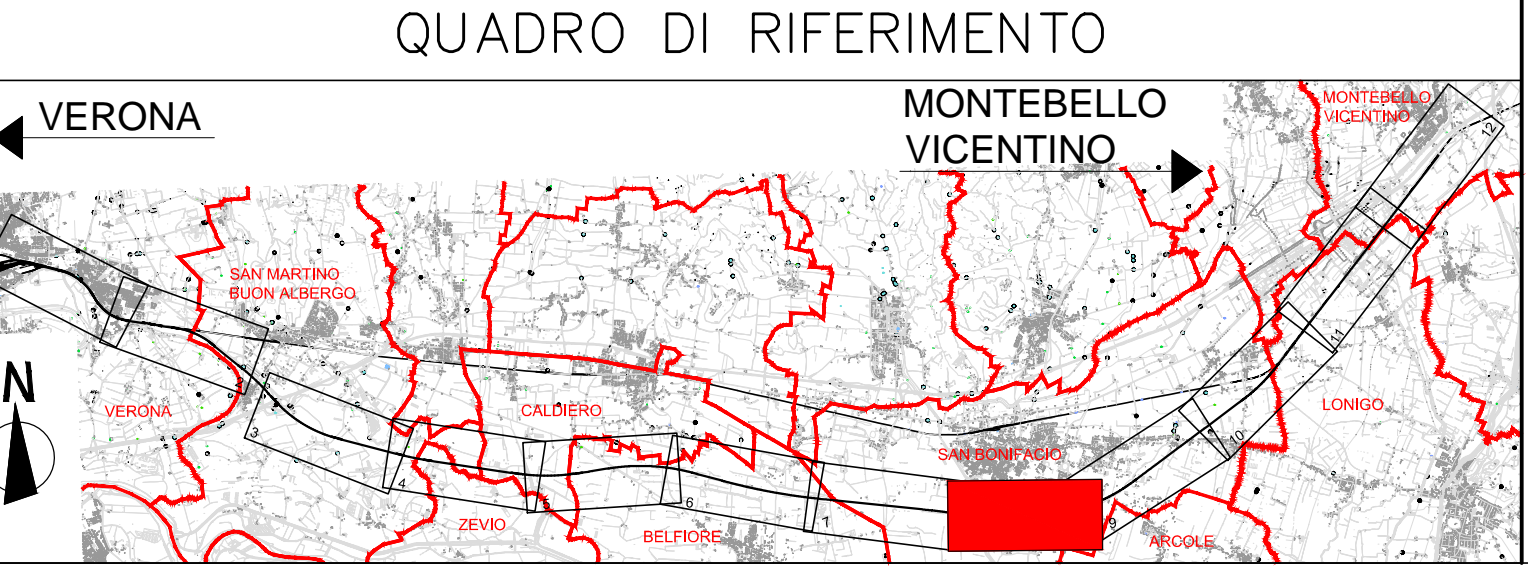 QUADRO DI RIFERIMENTO
VERONA
MONTEBELLO
VICENTINO
MONTEBELLO
VICENTINO
12
SAN MARTINO
BUON ALBERGO
N
VERONA
3
CALDIERO
LONIGO
11
10
SAN BONIFACIO
4
5
6
7
9
ZEVIO
BELFIORE
ARCOLE